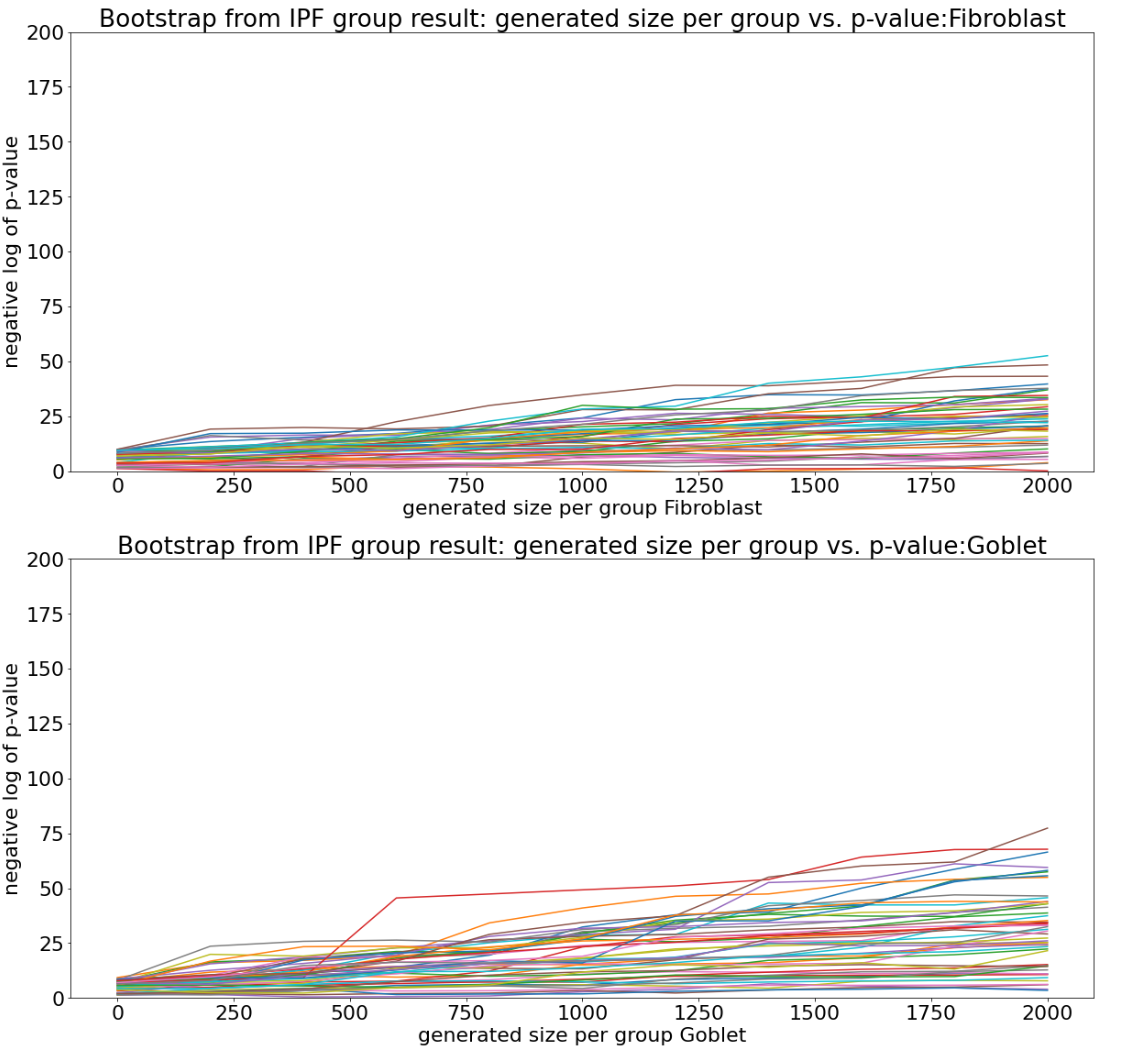 Bootstrap from IPF group result: generated size per group vs. p-value:Fibroblast
200
175
150
125
100
75
50
25
0
negative log of p-value
0 250 500 750 1000 1250 1500 1750 2000
generated size per group Fibroblast
Bootstrap from IPF group result: generated size per group vs. p-value:Goblet
200
175
150
125
100
75
50
25
0
negative log of p-value
0 250 500 750 1000 1250 1500 1750 2000
generated size per group Goblet